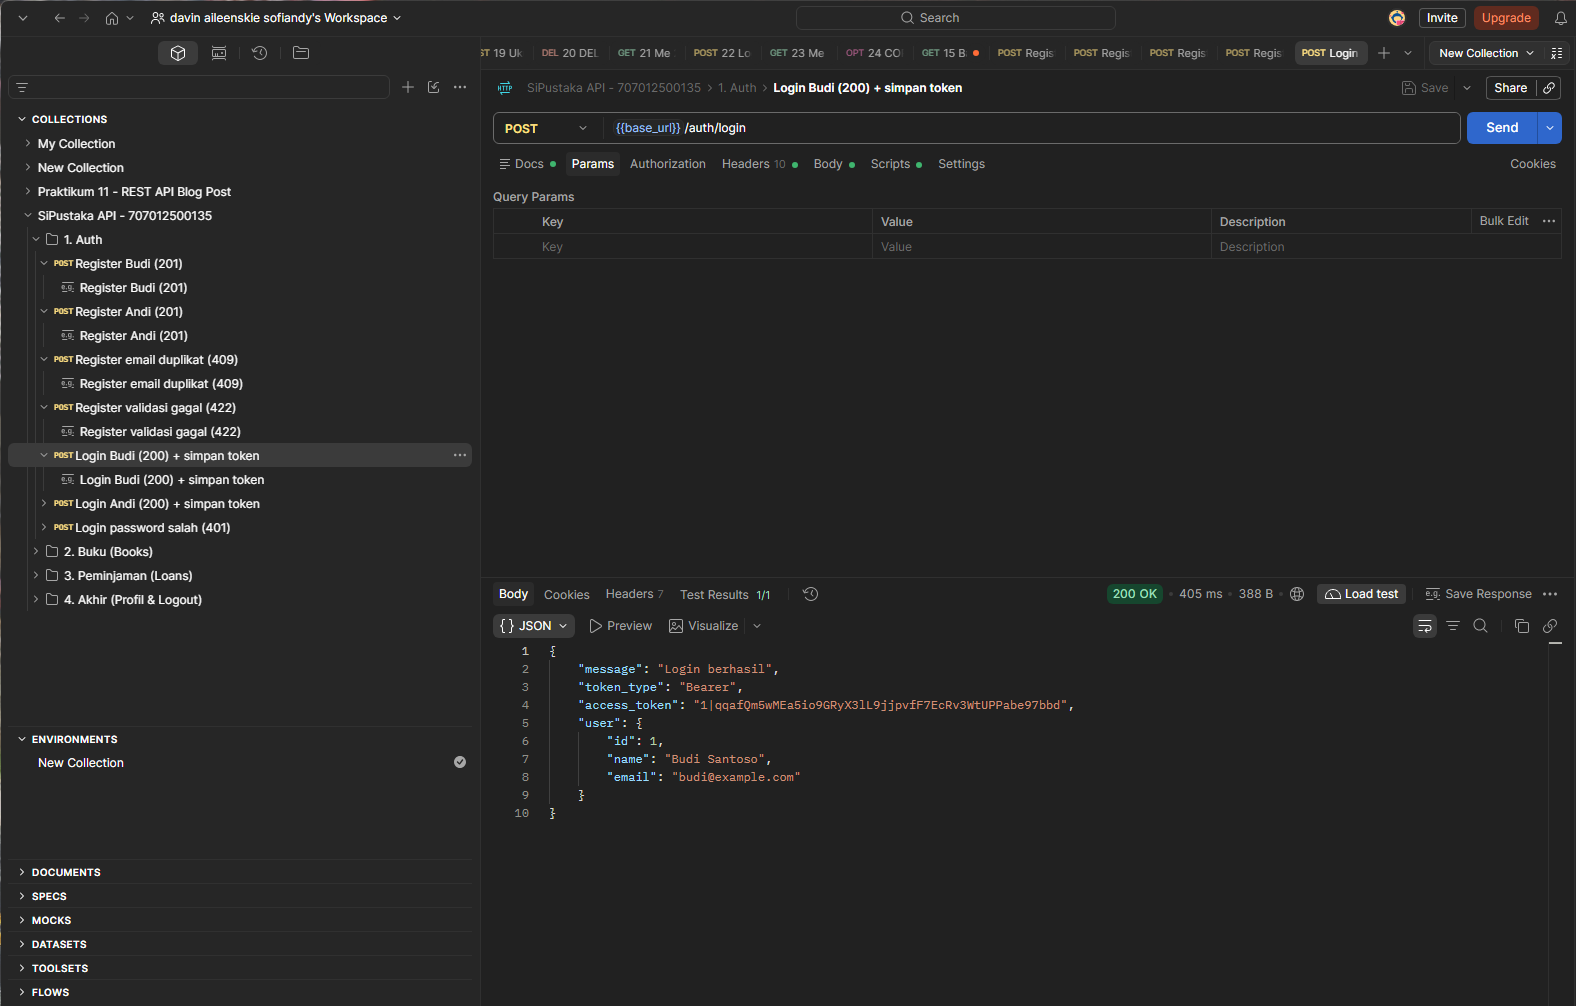 davin aileenskie sofiandy's Workspace
Search
Invite
Upgrade
ST 19 Uk
DEL 20 DEL
GET 21 Me
POST 22 Lo
GET 23 Me
OPT 24 CO
GET 15 B
POST Regis
POST Regis
POST Regis
POST Regis
POST Login
New Collection
COLLECTIONS
My Collection
New Collection
Praktikum 11 - REST API Blog Post
SiPustaka API - 707012500135
1. Auth
POST Register Budi (201)
e.g. Register Budi (201)
POST Register Andi (201)
e.g. Register Andi (201)
POST Register email duplikat (409)
e.g. Register email duplikat (409)
POST Register validasi gagal (422)
e.g. Register validasi gagal (422)
POST Login Budi (200) + simpan token
e.g. Login Budi (200) + simpan token
POST Login Andi (200) + simpan token
POST Login password salah (401)
2. Buku (Books)
3. Peminjaman (Loans)
4. Akhir (Profil & Logout)
ENVIRONMENTS
New Collection
DOCUMENTS
SPECS
MOCKS
DATASETS
TOOLSETS
FLOWS
HTTP SiPustaka API - 707012500135 > 1. Auth > Login Budi (200) + simpan token
Save
Share
POST {{base_url}} /auth/login
Send
Docs Params Authorization Headers 10 Body Scripts Settings
Cookies
Query Params
Key Value Description Bulk Edit
Key Value Description
Body Cookies Headers 7 Test Results 1/1
200 OK 405 ms 388 B Load test e.g. Save Response
{} JSON Preview Visualize
1 {
2 "message": "Login berhasil",
3 "token_type": "Bearer",
4 "access_token": "1|qqafQm5wMEa5io9GRyX3lL9jjpvfF7EcRv3WtUPPabe97bbd",
5 "user": {
6 "id": 1,
7 "name": "Budi Santoso",
8 "email": "budi@example.com"
9 }
10 }